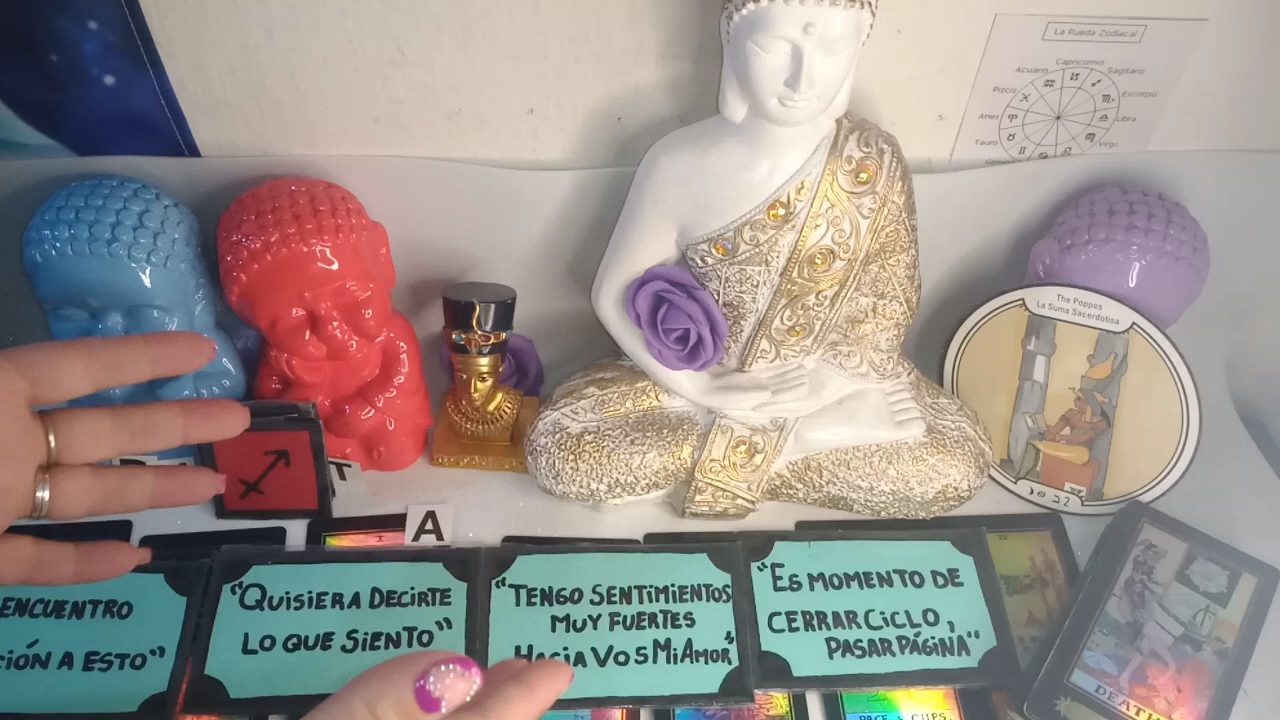 La Rueda Zodiacal
Capricornio
Acuario
Sagitario
Piscis
Escorpio
Aries
Libra
Tauro
Virgo
The Poppes
La Suma Sacerdotisa
T
A
ENCUENTRO
CIÓN A ESTO"
"QUISIERA DECIRTE
LO QUE SIENTO"
"TENGO SENTIMIENTOS
MUY FUERTES
HACIA VOS MI AMOR"
"ES MOMENTO DE
CERRAR CICLO,
PASAR PÁGINA"
DEATH
CUPS